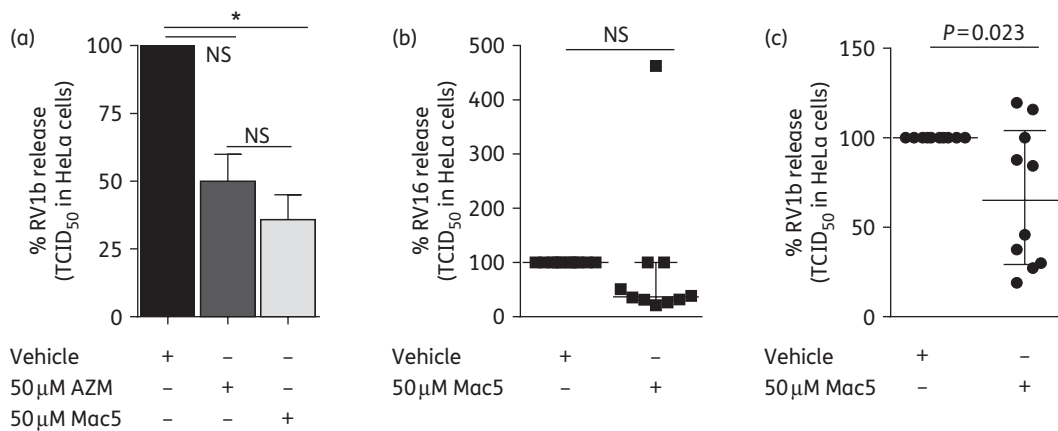 (a)
*
NS
NS
100
75
50
25
0
% RV1b release
(TCID50 in HeLa cells)
(b)
NS
500
400
300
200
100
0
% RV16 release
(TCID50 in HeLa cells)
(c)
P=0.023
150
100
50
0
% RV1b release
(TCID50 in HeLa cells)
Vehicle + – –
50 μM AZM – + –
50 μM Mac5 – – +
Vehicle + –
50 μM Mac5 – +
Vehicle + –
50 μM Mac5 – +